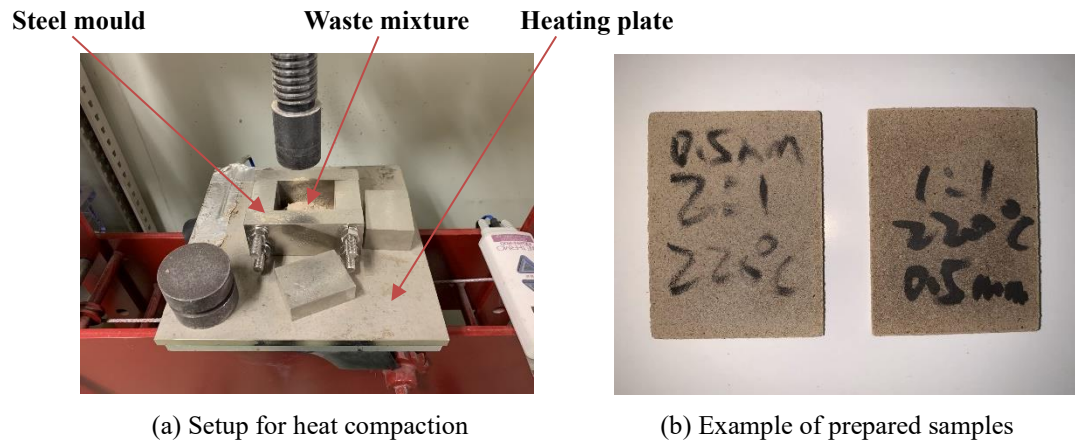 Steel mould
Waste mixture
Heating plate
0.5mm
2:1
220°C
1:1
220°C
0.5mm
(a) Setup for heat compaction
(b) Example of prepared samples